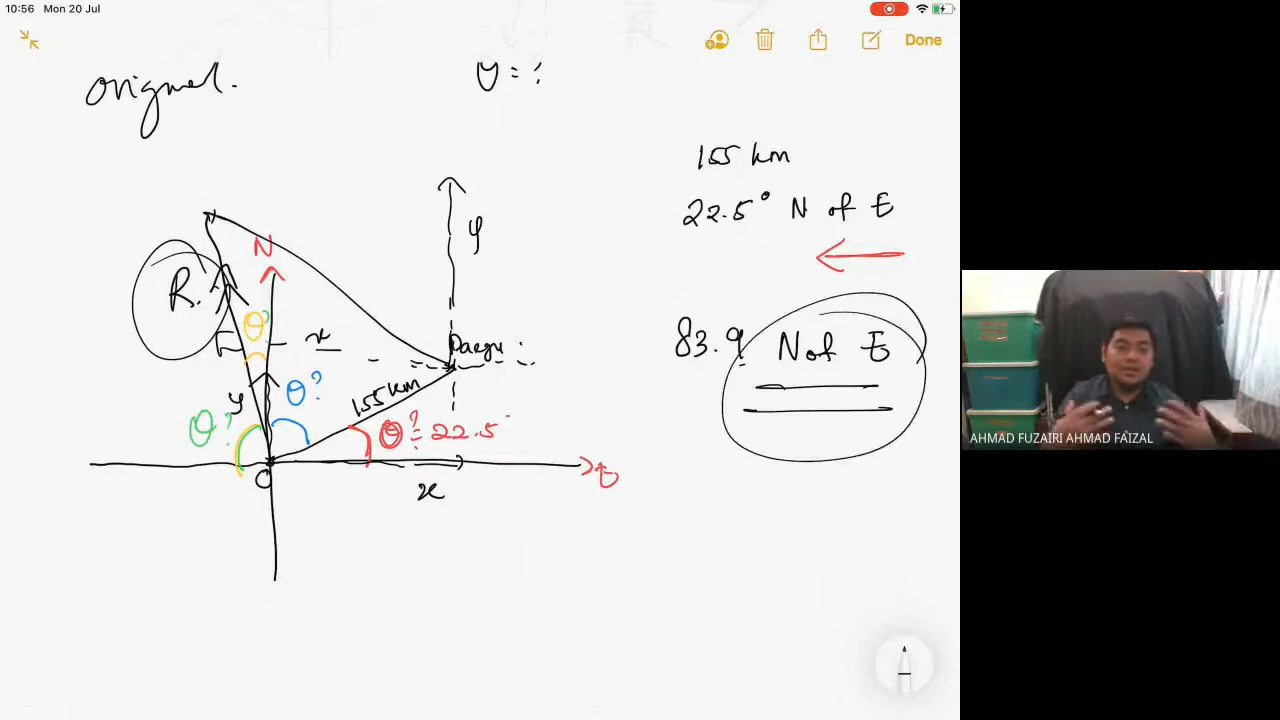 10:56 Mon 20 Jul
Done
original.
θ = ?
155 km
22.5° N of E
y
N
R.
θ?
x
Daegu
83.9 N of E
155 km
θ?
y
θ?
θ? = 22.5°
O
x
AHMAD FUZAIRI AHMAD FAIZAL